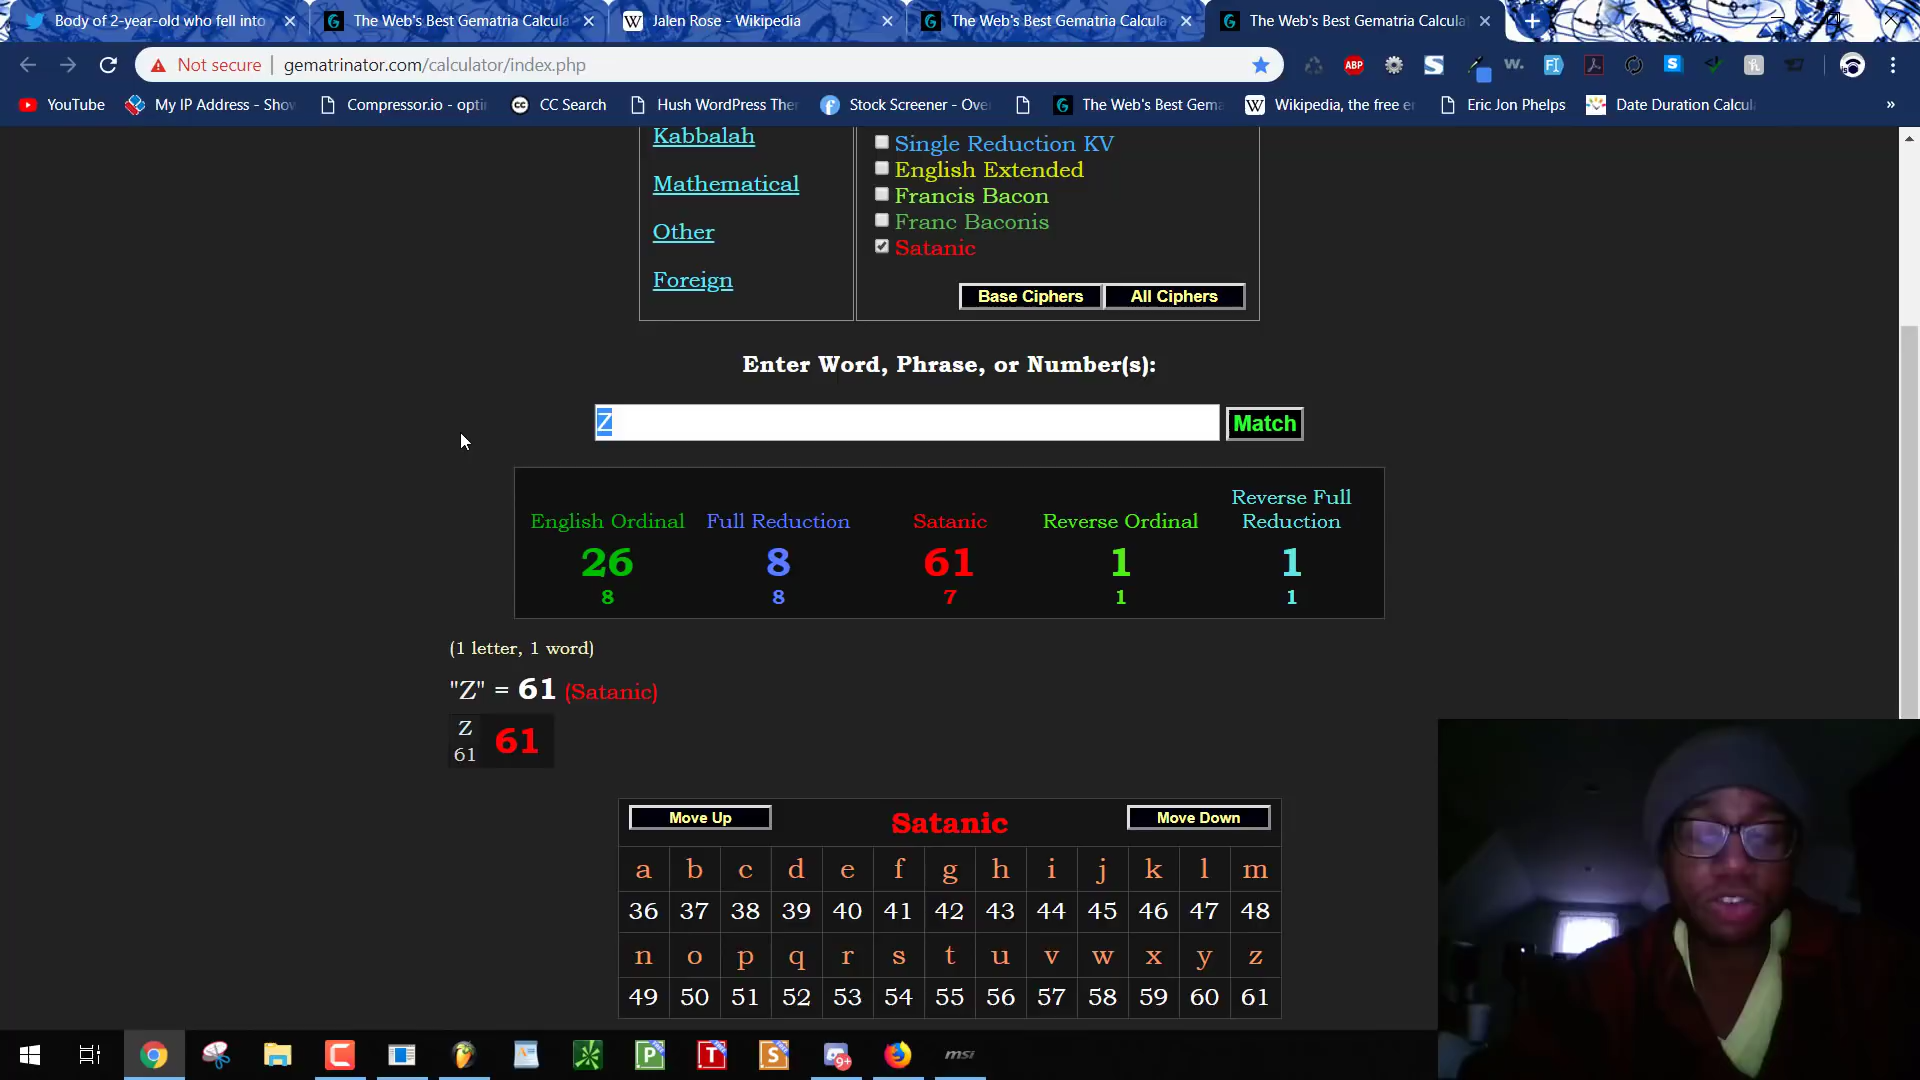 Body of 2-year-old who fell into
The Web's Best Gematria Calcula
Jalen Rose - Wikipedia
The Web's Best Gematria Calcula
The Web's Best Gematria Calcula
Not secure
gematrinator.com/calculator/index.php
YouTube
My IP Address - Show
Compressor.io - opti
CC Search
Hush WordPress The
Stock Screener - Ove
The Web's Best Gema
Wikipedia, the free e
Eric Jon Phelps
Date Duration Calcu
Kabbalah
Mathematical
Other
Foreign
Single Reduction KV
English Extended
Francis Bacon
Franc Baconis
Satanic
Base Ciphers
All Ciphers
Enter Word, Phrase, or Number(s):
Z
Match
English Ordinal
Full Reduction
Satanic
Reverse Ordinal
Reverse Full
Reduction
26 8 61 1 1
8 8 7 1 1
(1 letter, 1 word)
"Z" = 61 (Satanic)
Z
61
61
Move Up
Satanic
Move Down
a b c d e f g h i j k l m
36 37 38 39 40 41 42 43 44 45 46 47 48
n o p q r s t u v w x y z
49 50 51 52 53 54 55 56 57 58 59 60 61
ABP
9+
msi